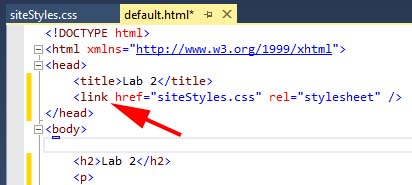 siteStyles.css default.html*
<!DOCTYPE html>
<html xmlns="http://www.w3.org/1999/xhtml">
<head>
<title>Lab 2</title>
<link href="siteStyles.css" rel="stylesheet" />
</head>
<body>
<h2>Lab 2</h2>
<p>